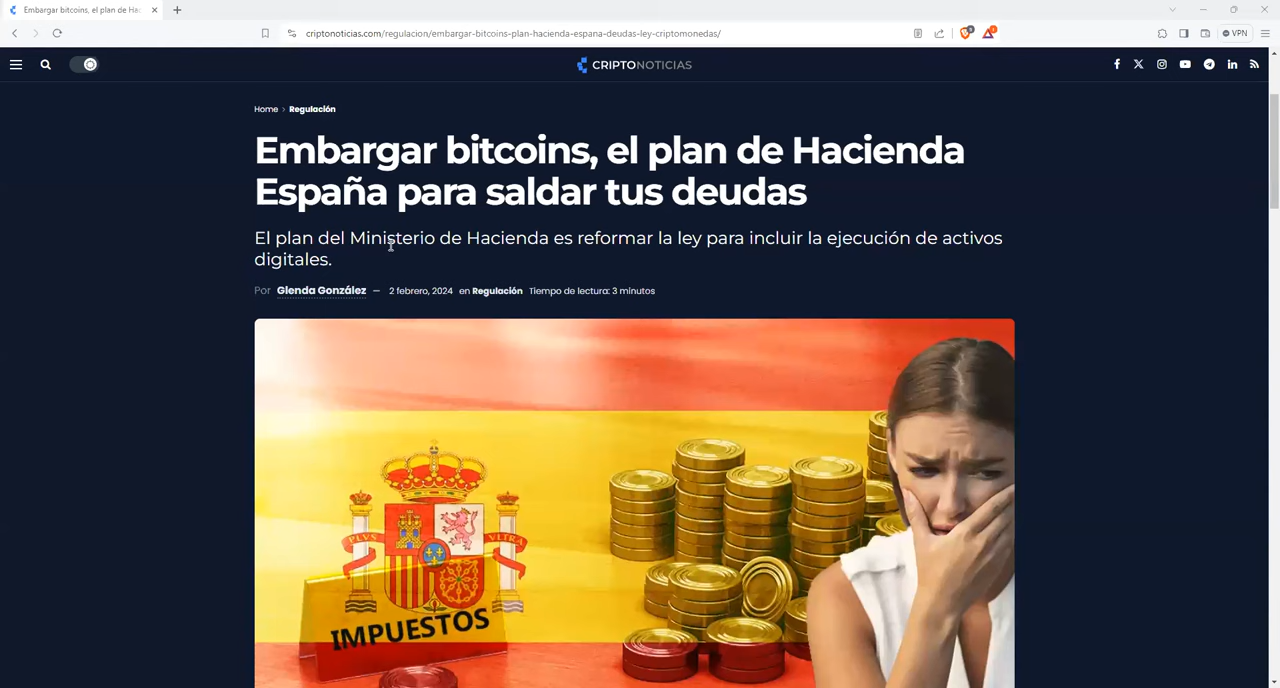 Embargar bitcoins, el plan de Hac
criptonoticias.com/regulacion/embargar-bitcoins-plan-hacienda-espana-deudas-ley-criptomonedas/
VPN
CRIPTONOTICIAS
Home > Regulación
Embargar bitcoins, el plan de Hacienda
España para saldar tus deudas
El plan del Ministerio de Hacienda es reformar la ley para incluir la ejecución de activos
digitales.
Por Glenda González — 2 febrero, 2024 en Regulación Tiempo de lectura: 3 minutos
PLVS VLTRA
IMPUESTOS